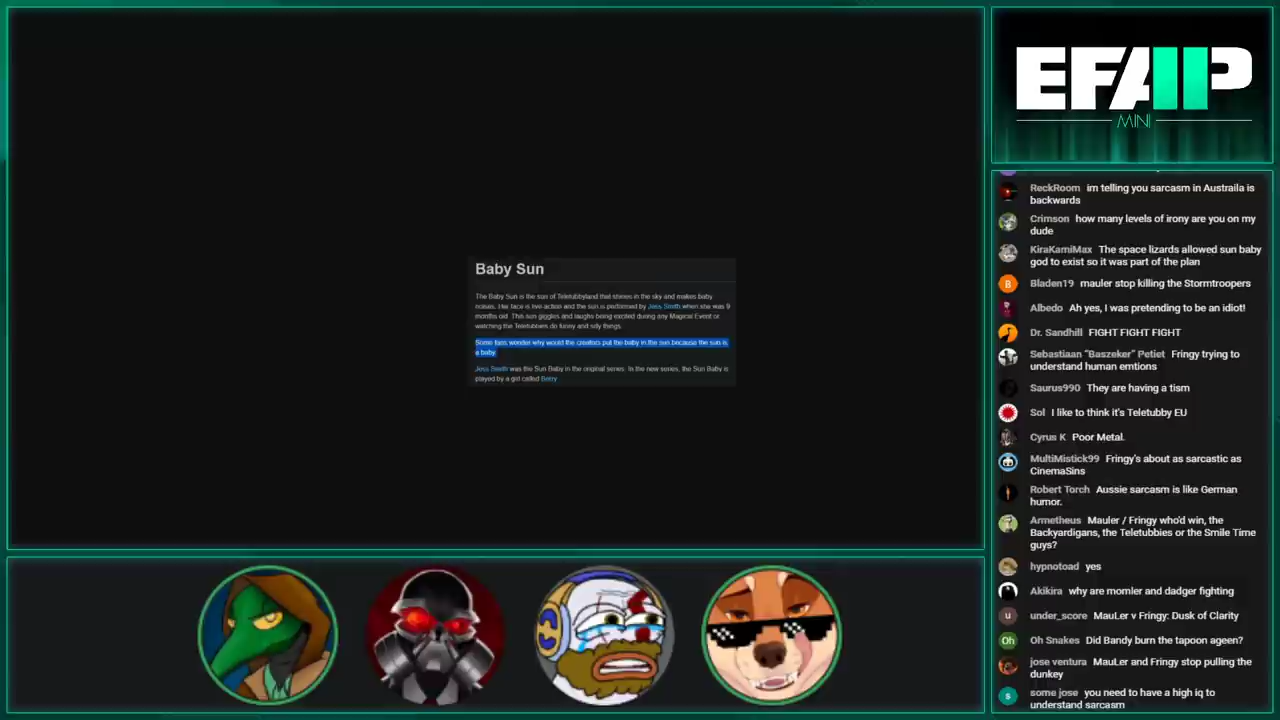 EFAP
MINI
Baby Sun
The Baby Sun is the sun of Teletubbyland that shines in the sky and makes baby
noises. Her face is live-action and the sun is performed by Jess Smith when she was 9
months old. This sun giggles and laughs being excited during any Magical Event or
watching the Teletubbies do funny and silly things.
Some fans wonder why would the creators put the baby in the sun because the sun is
a baby.
Jess Smith was the Sun Baby in the original series. In the new series, the Sun Baby is
played by a girl called Berry
ReckRoom im telling you sarcasm in Austraila is
backwards
Crimson how many levels of irony are you on my
dude
KiraKamiMax The space lizards allowed sun baby
god to exist so it was part of the plan
B Bladen19 mauler stop killing the Stormtroopers
Albedo Ah yes, I was pretending to be an idiot!
Dr. Sandhill FIGHT FIGHT FIGHT
Sebastiaan "Baszeker" Petiet Fringy trying to
understand human emtions
Saurus990 They are having a tism
Sol I like to think it's Teletubby EU
Cyrus K Poor Metal.
MultiMistick99 Fringy's about as sarcastic as
CinemaSins
Robert Torch Aussie sarcasm is like German
humor.
Armetheus Mauler / Fringy who'd win, the
Backyardigans, the Teletubbies or the Smile Time
guys?
hypnotoad yes
Akikira why are momler and dadger fighting
u under_score MauLer v Fringy: Dusk of Clarity
Oh Oh Snakes Did Bandy burn the tapoon ageen?
jose ventura MauLer and Fringy stop pulling the
dunkey
s some jose you need to have a high iq to
understand sarcasm